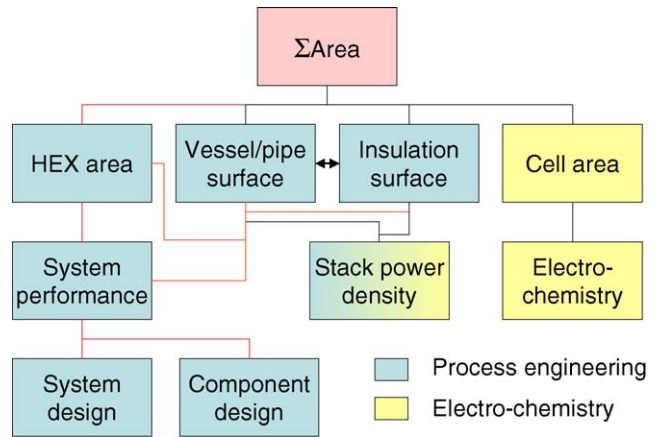 ΣArea
HEX area
Vessel/pipe
surface
Insulation
surface
Cell area
System
performance
Stack power
density
Electro-
chemistry
System
design
Component
design
Process engineering
Electro-chemistry